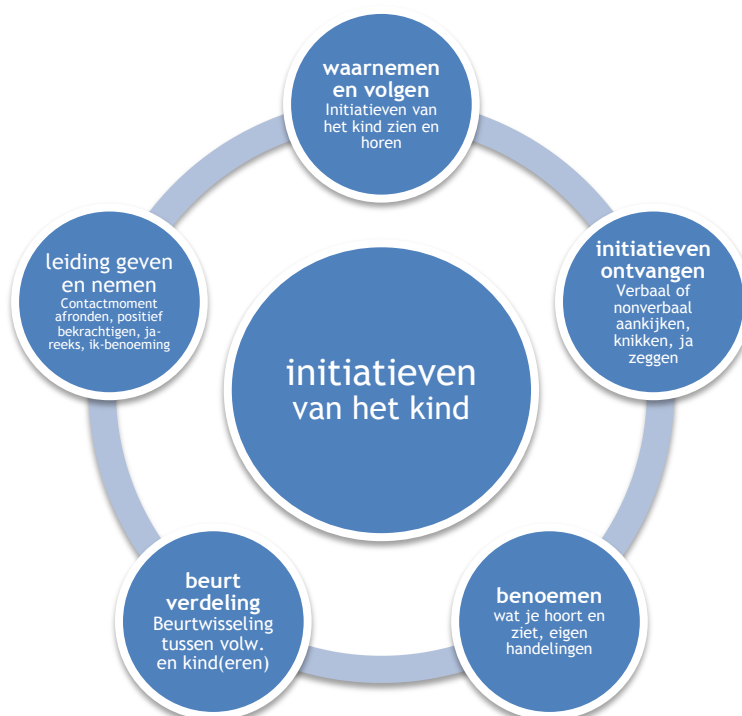 waarnemen
en volgen
Initiatieven van
het kind zien en
horen
initiatieven
ontvangen
Verbaal of
nonverbaal
aankijken,
knikken, ja
zeggen
benoemen
wat je hoort en
ziet, eigen
handelingen
beurt
verdeling
Beurtwisseling
tussen volw.
en kind(eren)
leiding geven
en nemen
Contactmoment
afronden, positief
bekrachtigen, ja-
reeks, ik-benoeming
initiatieven
van het kind